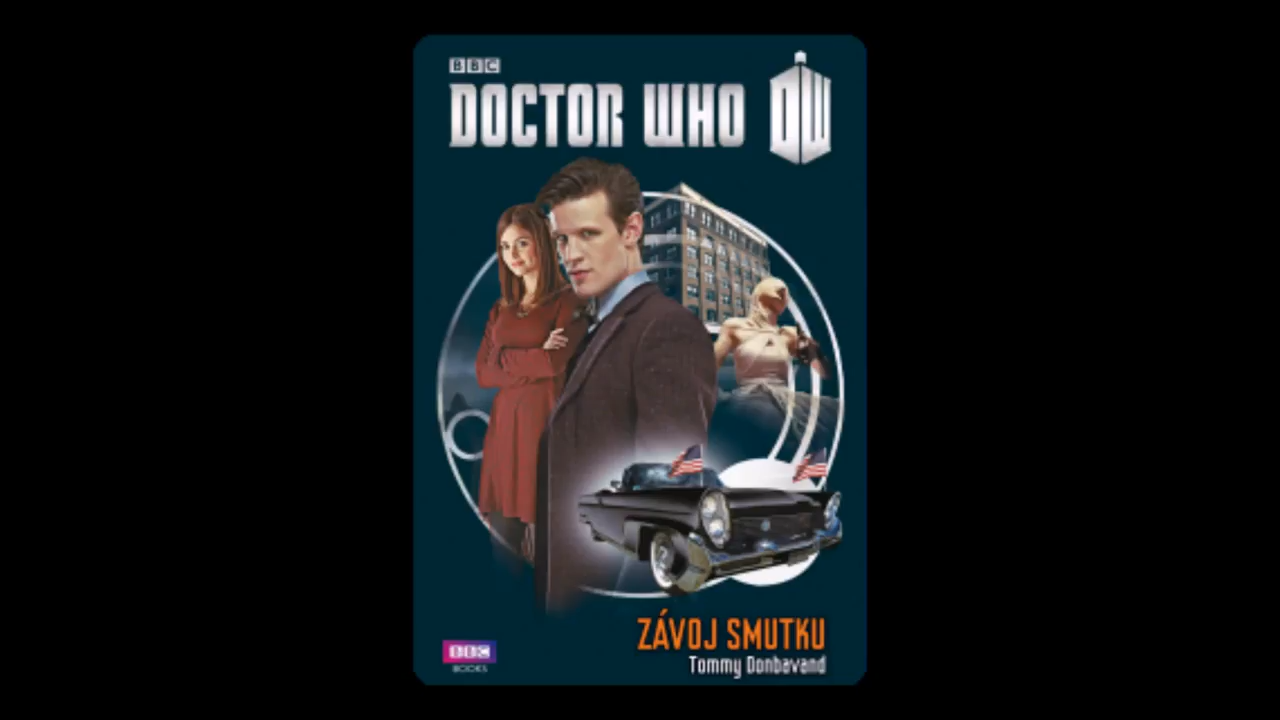 BBC
DOCTOR WHO
DW
ZÁVOJ SMUTKU
Tommy Donbavand
BBC
BOOKS